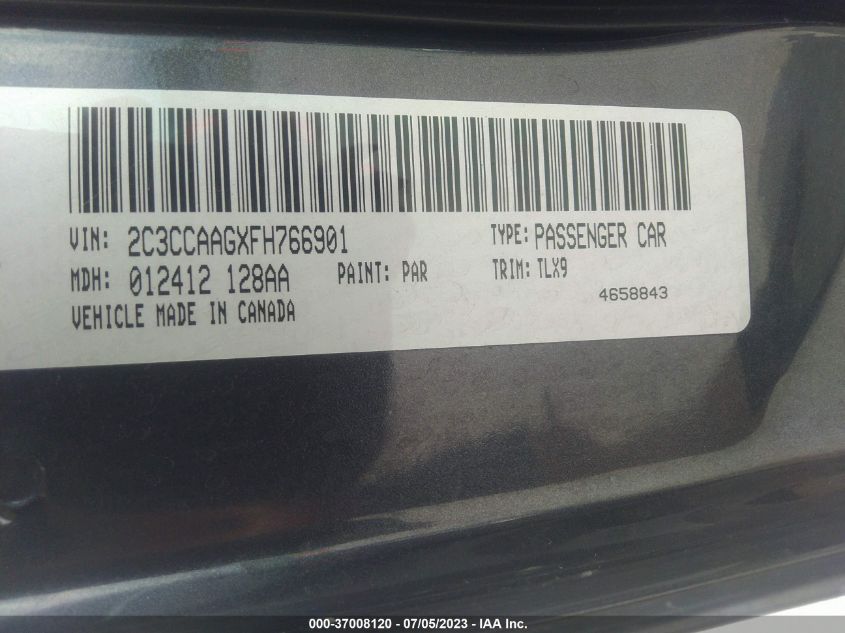 VIN: 2C3CCAAGXFH766901 TYPE: PASSENGER CAR
MDH: 012412 128AA PAINT: PAR TRIM: TLX9
VEHICLE MADE IN CANADA 4658843
000-37008120 - 07/05/2023 - IAA Inc.